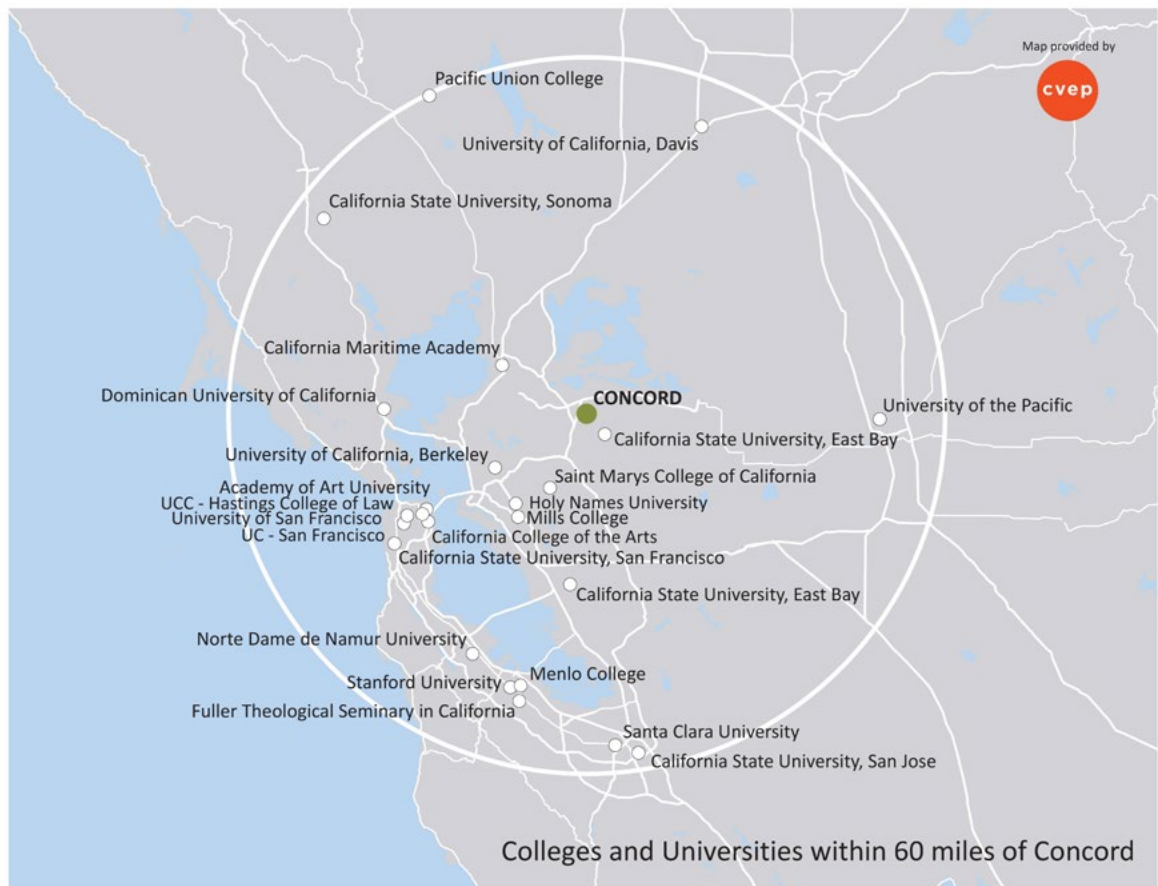 Map provided by
cvep
Pacific Union College
University of California, Davis
California State University, Sonoma
California Maritime Academy
Dominican University of California
CONCORD
University of the Pacific
California State University, East Bay
University of California, Berkeley
Saint Marys College of California
Academy of Art University
UCC - Hastings College of Law
Holy Names University
University of San Francisco
Mills College
UC - San Francisco
California College of the Arts
California State University, San Francisco
California State University, East Bay
Norte Dame de Namur University
Menlo College
Stanford University
Fuller Theological Seminary in California
Santa Clara University
California State University, San Jose
Colleges and Universities within 60 miles of Concord